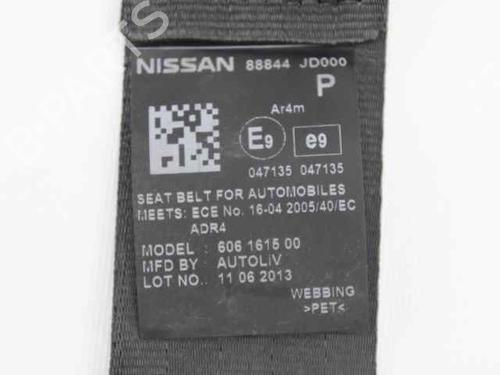 NISSAN 88844 JD000
P
Ar4m
E9 e9
047135 047135
SEAT BELT FOR AUTOMOBILES
MEETS: ECE No. 16-04 2005/40/EC
ADR4
MODEL : 606 1615 00
MFD BY : AUTOLIV
LOT NO.. 11 06 2013
WEBBING
>PET<